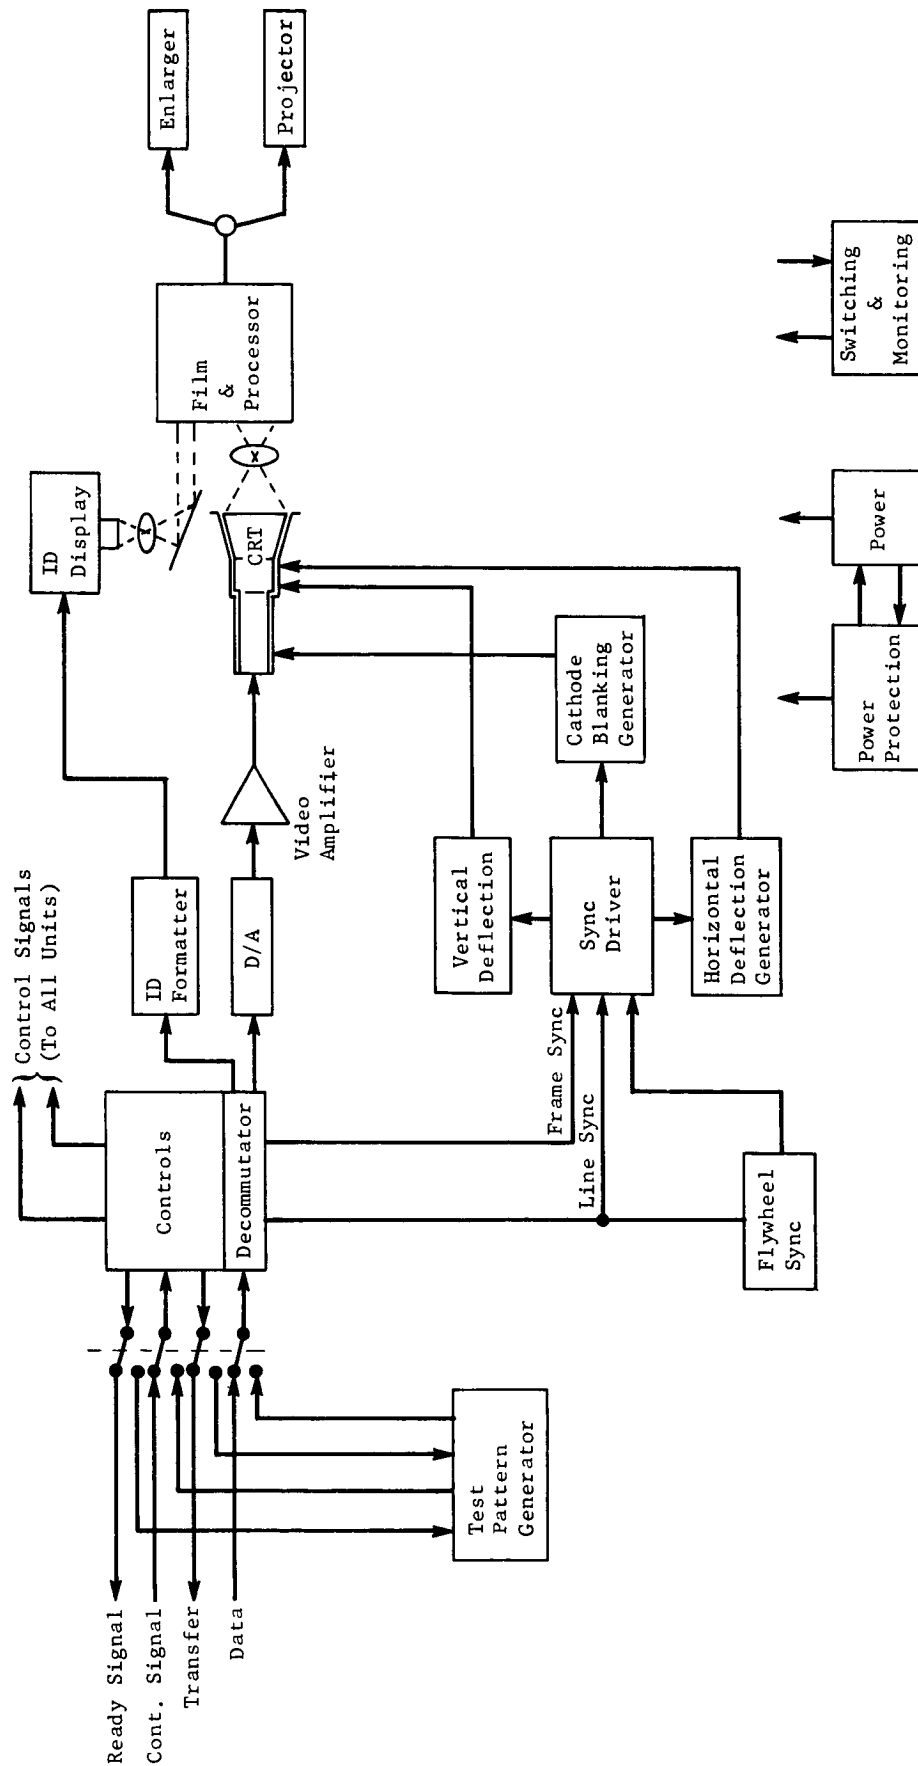 Ready Signal
Cont. Signal
Transfer
Data
Control Signals
(To All Units)
Controls
Decommutator
Test
Pattern
Generator
ID
Formatter
D/A
Video
Amplifier
ID
Display
CRT
Film
&
Processor
Enlarger
Projector
Frame Sync
Line Sync
Flywheel
Sync
Vertical
Deflection
Sync
Driver
Horizontal
Deflection
Generator
Cathode
Blanking
Generator
Power
Protection
Power
Switching
&
Monitoring